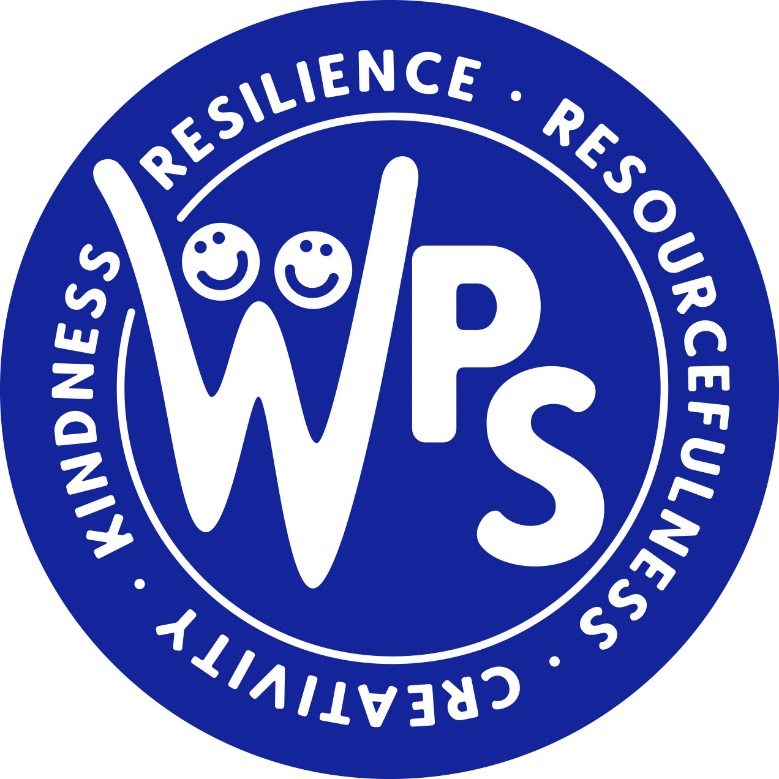 KINDNESS · RESILIENCE · RESOURCEFULNESS · CREATIVITY ·
WPS